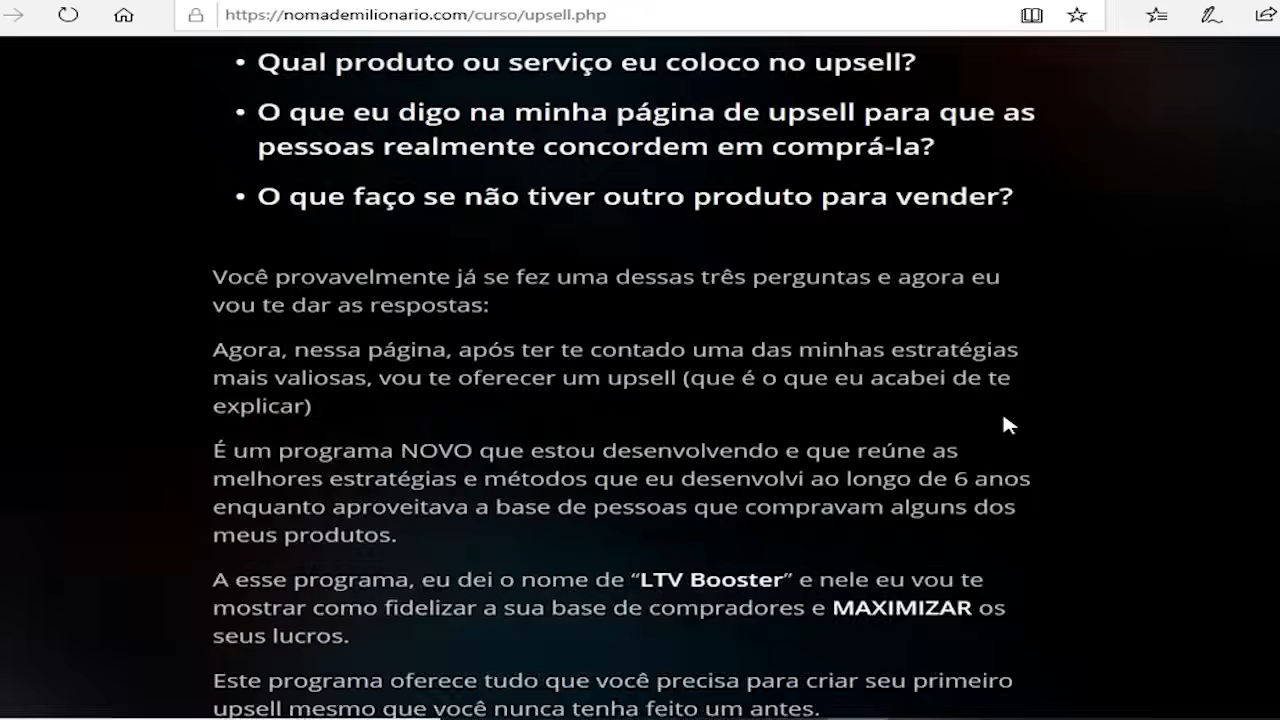 https://nomademilionario.com/curso/upsell.php
• Qual produto ou serviço eu coloco no upsell?
• O que eu digo na minha página de upsell para que as
pessoas realmente concordem em comprá-la?
• O que faço se não tiver outro produto para vender?
Você provavelmente já se fez uma dessas três perguntas e agora eu
vou te dar as respostas:
Agora, nessa página, após ter te contado uma das minhas estratégias
mais valiosas, vou te oferecer um upsell (que é o que eu acabei de te
explicar)
É um programa NOVO que estou desenvolvendo e que reúne as
melhores estratégias e métodos que eu desenvolvi ao longo de 6 anos
enquanto aproveitava a base de pessoas que compravam alguns dos
meus produtos.
A esse programa, eu dei o nome de “LTV Booster” e nele eu vou te
mostrar como fidelizar a sua base de compradores e MAXIMIZAR os
seus lucros.
Este programa oferece tudo que você precisa para criar seu primeiro
upsell mesmo que você nunca tenha feito um antes.